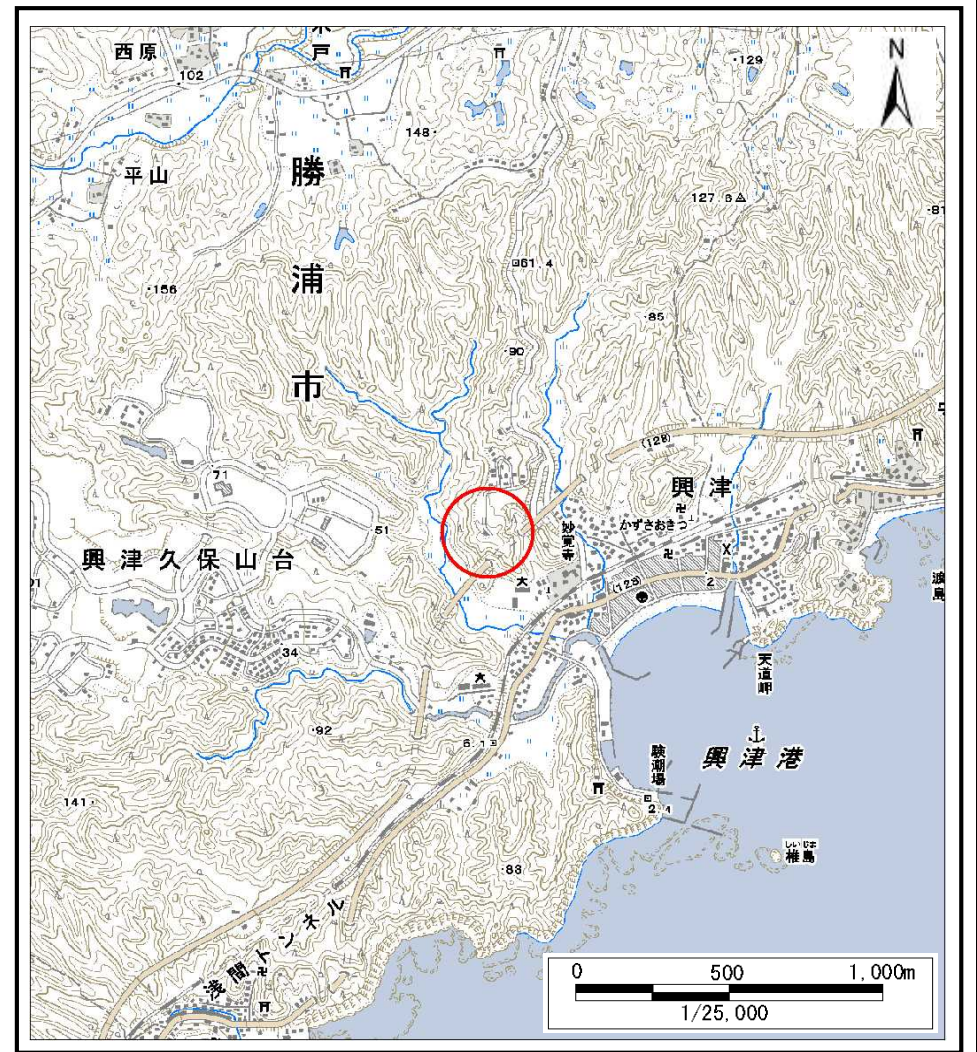 木戸
西原
102
129
N
148
平山
勝浦市
127.6
61.4
156
85
90
(128)
71
興津
かずさおきつ
妙覚寺
51
興津久保山台
2
(128)
34
天道岬
92
6.1
興津港
験潮場
141
2.4
しいじま
椎島
83
浅間トンネル
0 500 1,000m
1/25,000